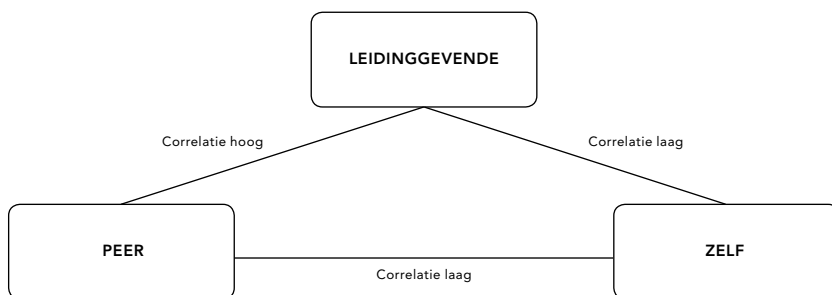 LEIDINGGEVENDE
Correlatie hoog
Correlatie laag
PEER
ZELF
Correlatie laag